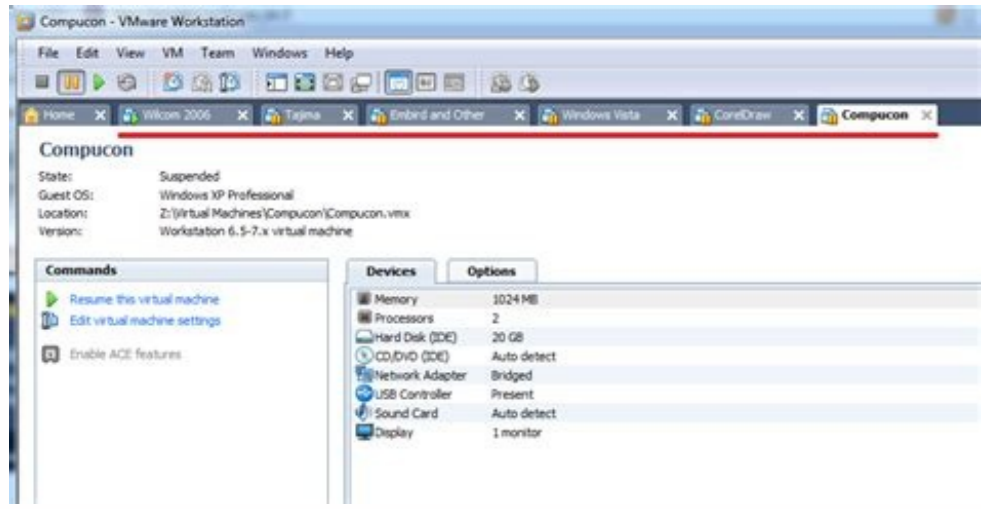 Compucon - VMware Workstation
File Edit View VM Team Windows Help
Home Wilcom 2006 Tajima Embird and Other Windows Vista CorelDraw Compucon
Compucon
State: Suspended
Guest OS: Windows XP Professional
Location: Z:\Virtual Machines\Compucon\Compucon.vmx
Version: Workstation 6.5-7.x virtual machine
Commands
Resume this virtual machine
Edit virtual machine settings
Enable ACE features
Devices Options
Memory 1024 MB
Processors 2
Hard Disk (IDE) 20 GB
CD/DVD (IDE) Auto detect
Network Adapter Bridged
USB Controller Present
Sound Card Auto detect
Display 1 monitor